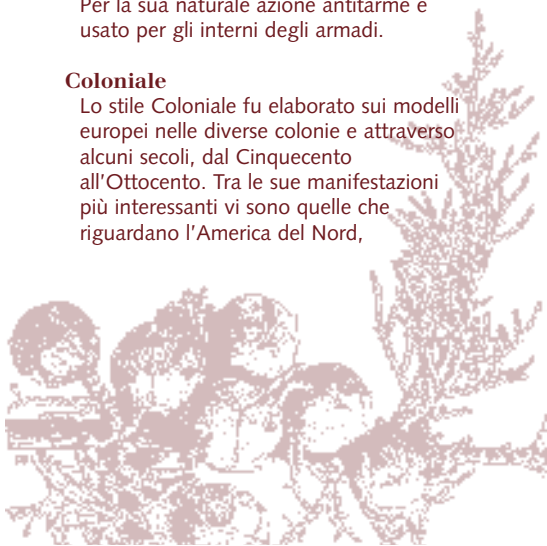 Per la sua naturale azione antitarme è
usato per gli interni degli armadi.
Coloniale
Lo stile Coloniale fu elaborato sui modelli
europei nelle diverse colonie e attraverso
alcuni secoli, dal Cinquecento
all’Ottocento. Tra le sue manifestazioni
più interessanti vi sono quelle che
riguardano l’America del Nord,